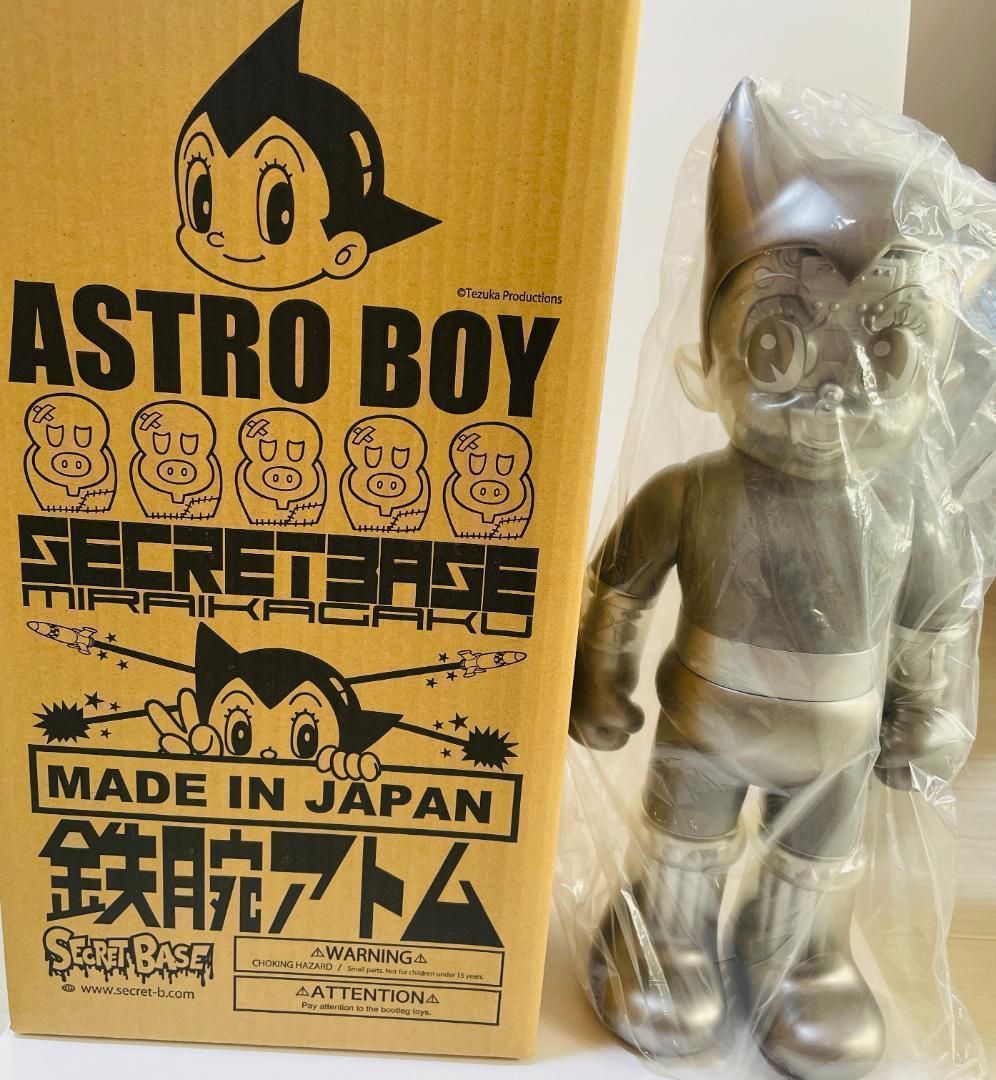 ©Tezuka Productions
ASTRO BOY
SECRETBASE
MIRAIKAGAKU
MADE IN JAPAN
鉄腕アトム
SECRET BASE
www.secret-b.com
⚠WARNING⚠
CHOKING HAZARD / Small parts. Not for children under 15 years.
⚠ATTENTION⚠
Pay attention to the bootleg toys.